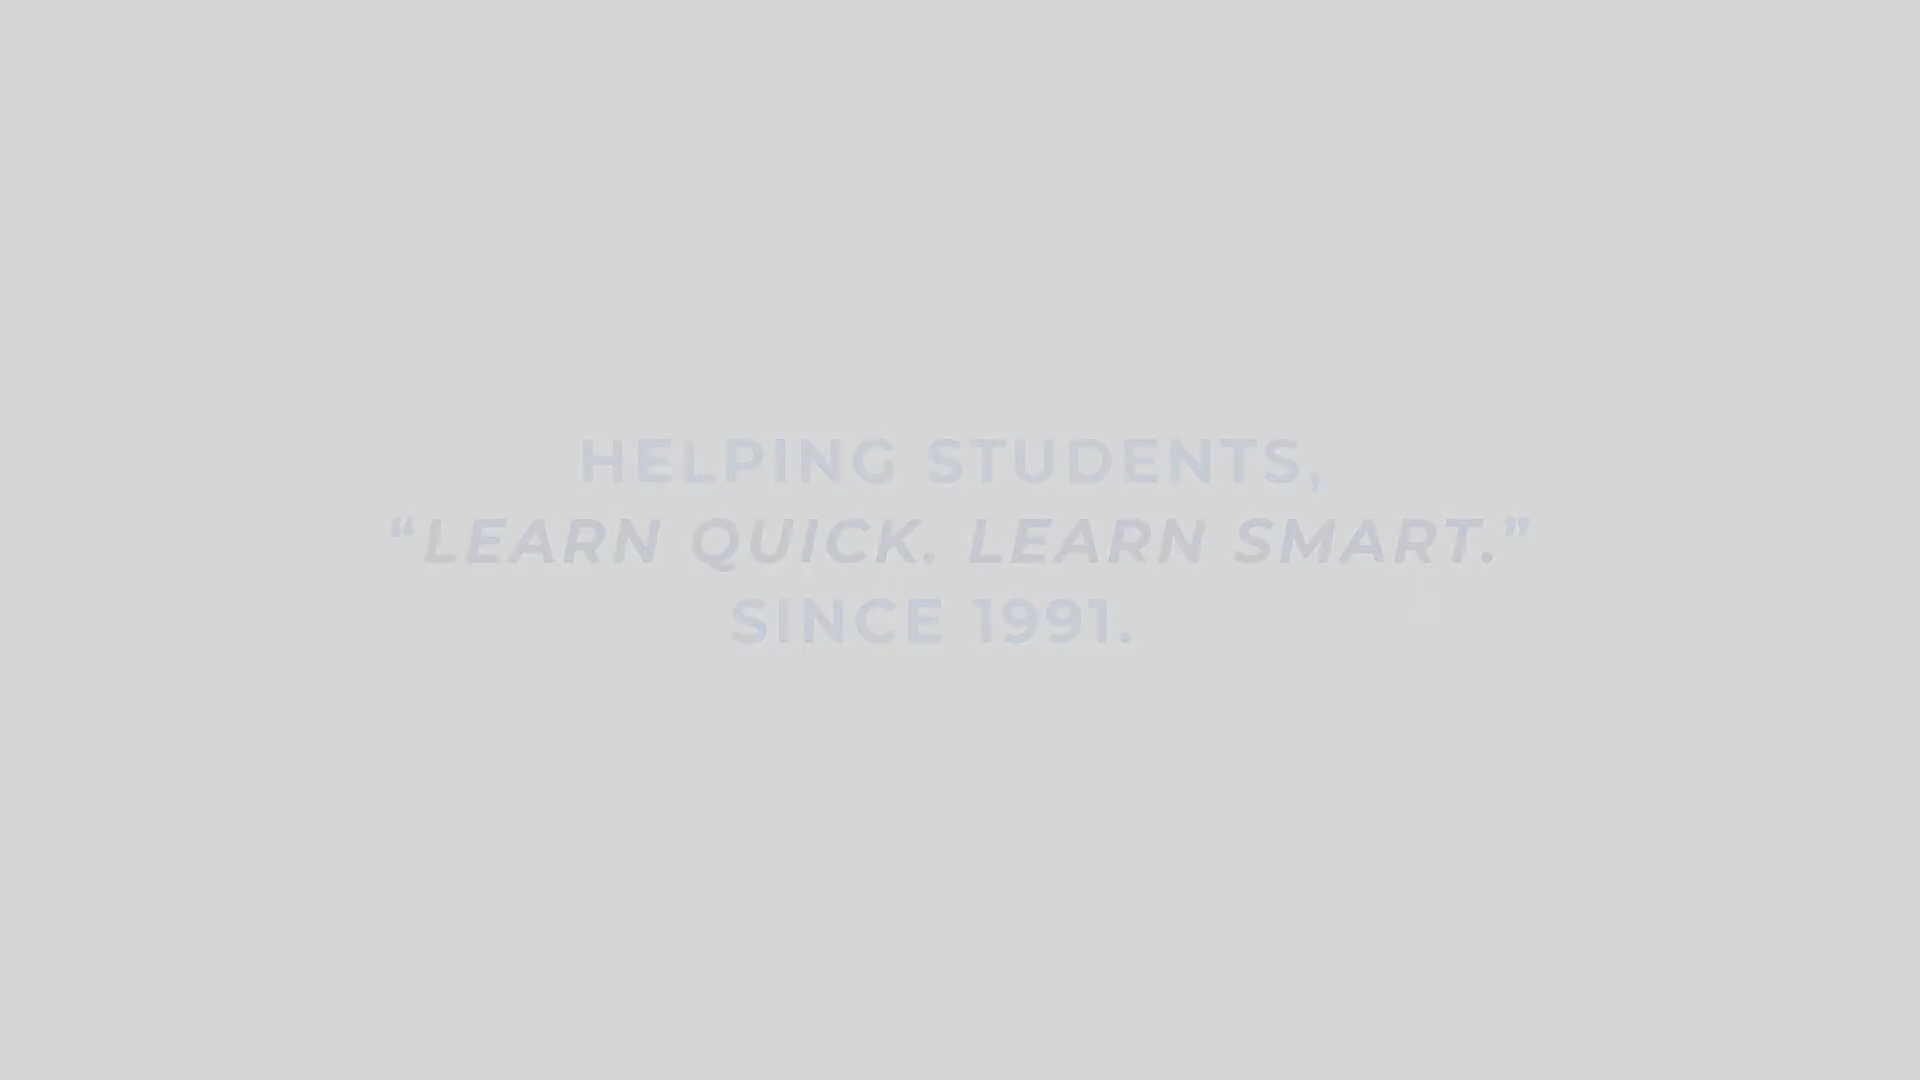 HELPING STUDENTS,
“LEARN QUICK. LEARN SMART.”
SINCE 1991.